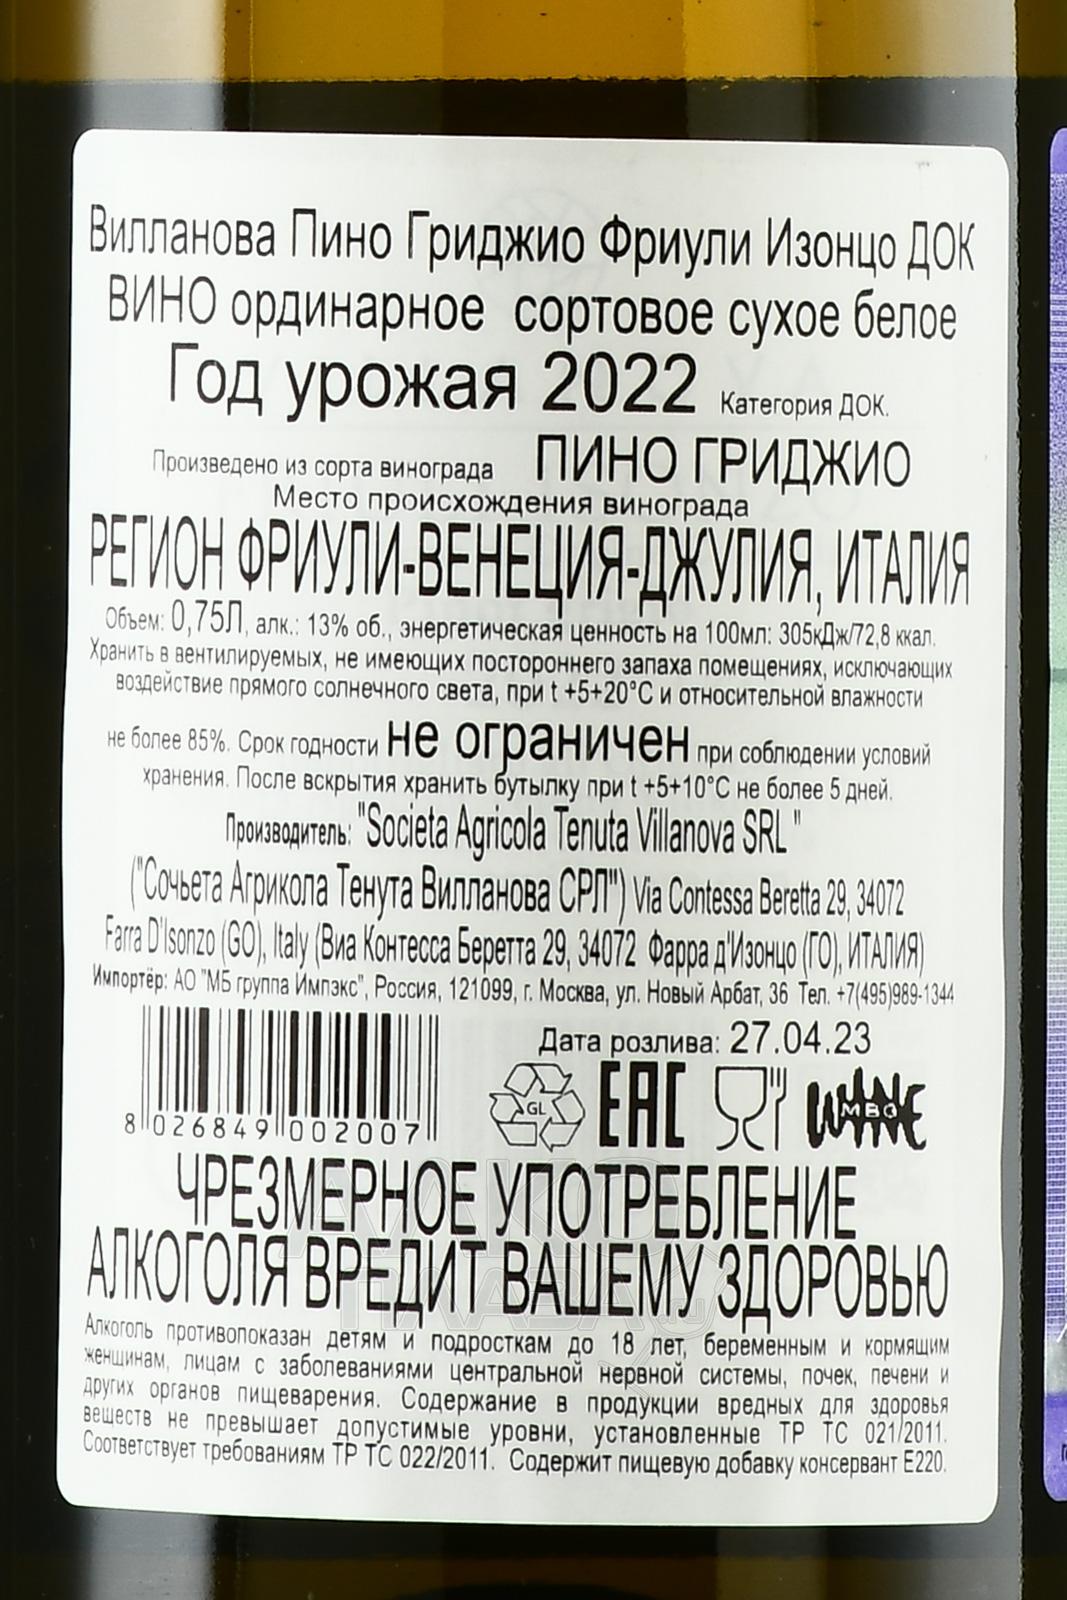 Вилланова Пино Гриджио Фриули Изонцо ДОК
ВИНО ординарное сортовое сухое белое
Год урожая 2022 Категория ДОК.
Произведено из сорта винограда ПИНО ГРИДЖИО
Место происхождения винограда
РЕГИОН ФРИУЛИ-ВЕНЕЦИЯ-ДЖУЛИЯ, ИТАЛИЯ
Объем: 0,75Л, алк.: 13% об., энергетическая ценность на 100мл: 305кДж/72,8 ккал.
Хранить в вентилируемых, не имеющих постороннего запаха помещениях, исключающих
воздействие прямого солнечного света, при t +5+20°C и относительной влажности
не более 85%. Срок годности не ограничен при соблюдении условий
хранения. После вскрытия хранить бутылку при t +5+10°C не более 5 дней.
Производитель: "Societa Agricola Tenuta Villanova SRL"
("Сочьета Агрикола Тенута Вилланова СРЛ") Via Contessa Beretta 29, 34072
Farra D'Isonzo (GO), Italy (Виа Контесса Беретта 29, 34072 Фарра д'Изонцо (ГО), ИТАЛИЯ)
Импортёр: АО "МБ группа Импэкс", Россия, 121099, г. Москва, ул. Новый Арбат, 36 Тел. +7(495)989-1344
Дата розлива: 27.04.23
GL EAC WINE MBG
8 026849 002007
ЧРЕЗМЕРНОЕ УПОТРЕБЛЕНИЕ
АЛКОГОЛЯ ВРЕДИТ ВАШЕМУ ЗДОРОВЬЮ
Алкоголь противопоказан детям и подросткам до 18 лет, беременным и кормящим
женщинам, лицам с заболеваниями центральной нервной системы, почек, печени и
других органов пищеварения. Содержание в продукции вредных для здоровья
веществ не превышает допустимые уровни, установленные ТР ТС 021/2011.
Соответствует требованиям ТР ТС 022/2011. Содержит пищевую добавку консервант Е220.